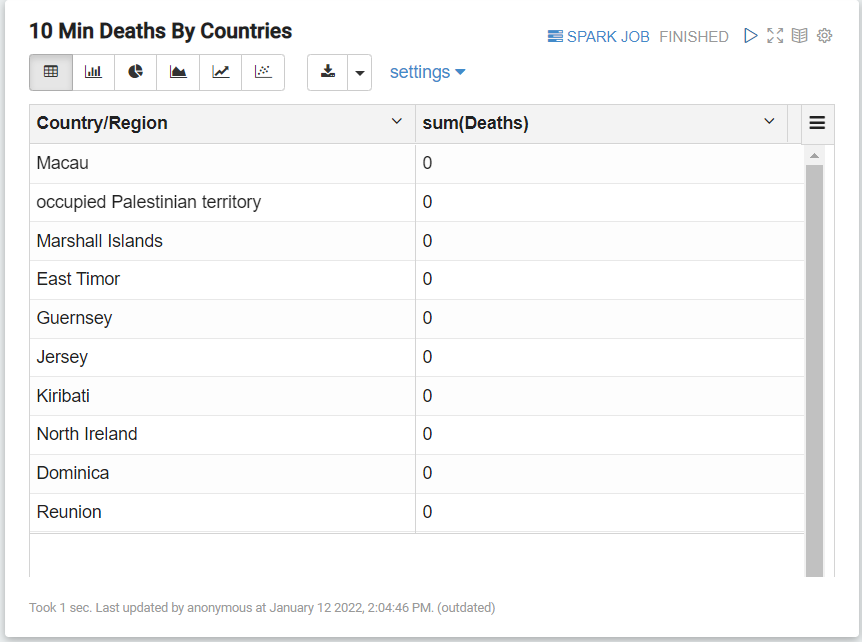 10 Min Deaths By Countries
SPARK JOB FINISHED
settings
Country/Region sum(Deaths)
Macau 0
occupied Palestinian territory 0
Marshall Islands 0
East Timor 0
Guernsey 0
Jersey 0
Kiribati 0
North Ireland 0
Dominica 0
Reunion 0
Took 1 sec. Last updated by anonymous at January 12 2022, 2:04:46 PM. (outdated)